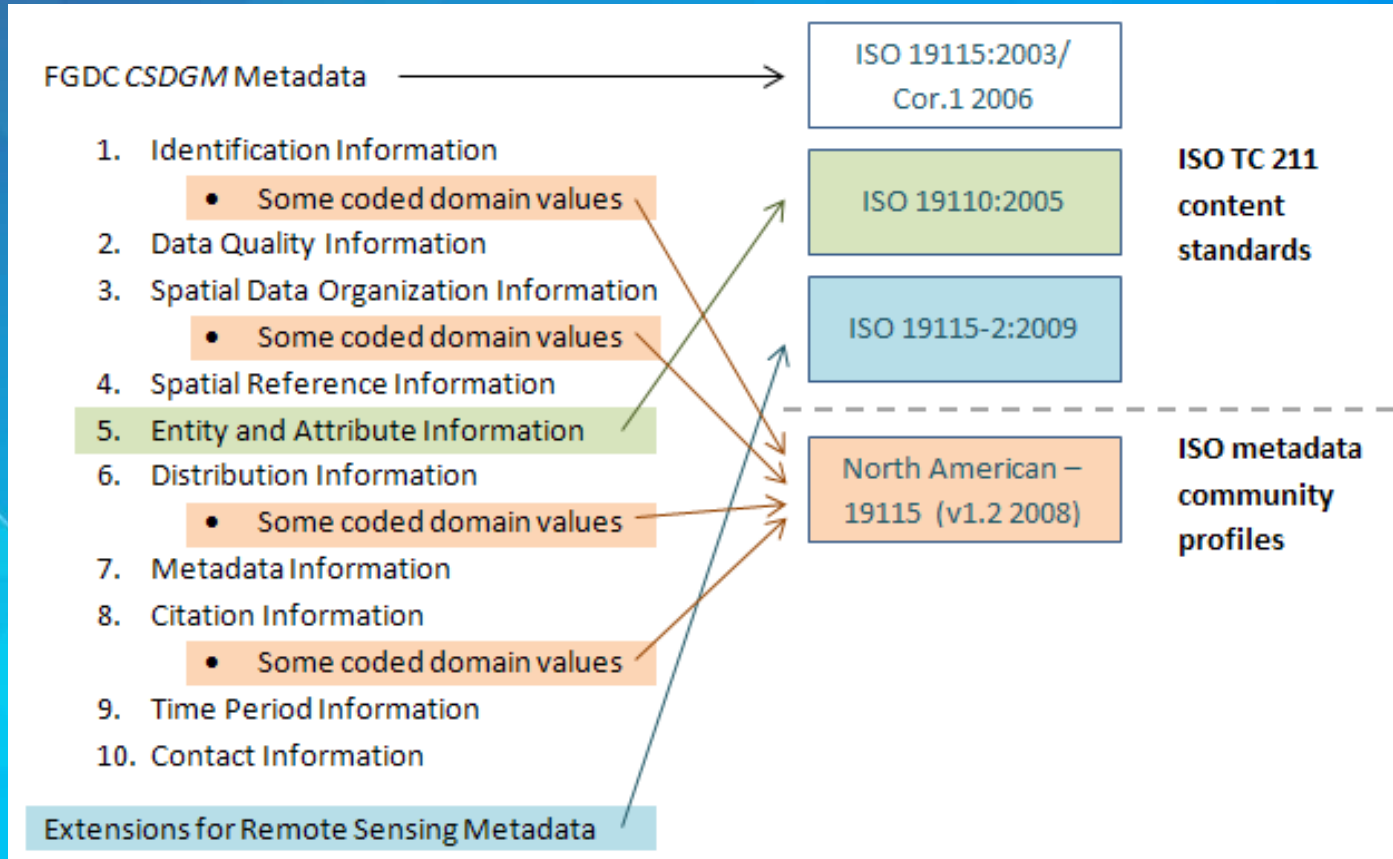 FGDC CSDGM Metadata
1. Identification Information
• Some coded domain values
2. Data Quality Information
3. Spatial Data Organization Information
• Some coded domain values
4. Spatial Reference Information
5. Entity and Attribute Information
6. Distribution Information
• Some coded domain values
7. Metadata Information
8. Citation Information
• Some coded domain values
9. Time Period Information
10. Contact Information
Extensions for Remote Sensing Metadata
ISO 19115:2003/
Cor.1 2006
ISO 19110:2005
ISO 19115-2:2009
North American –
19115 (v1.2 2008)
ISO TC 211
content
standards
ISO metadata
community
profiles